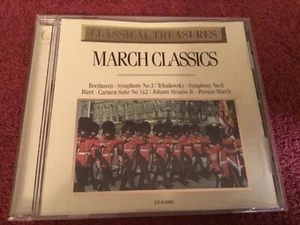 CLASSICAL TREASURES
MARCH CLASSICS
Beethoven - Symphony No.3 / Tchaikovsky - Symphony No.6
Bizet - Carmen Suite No 1&2 / Johann Strauss Jr. - Persian March